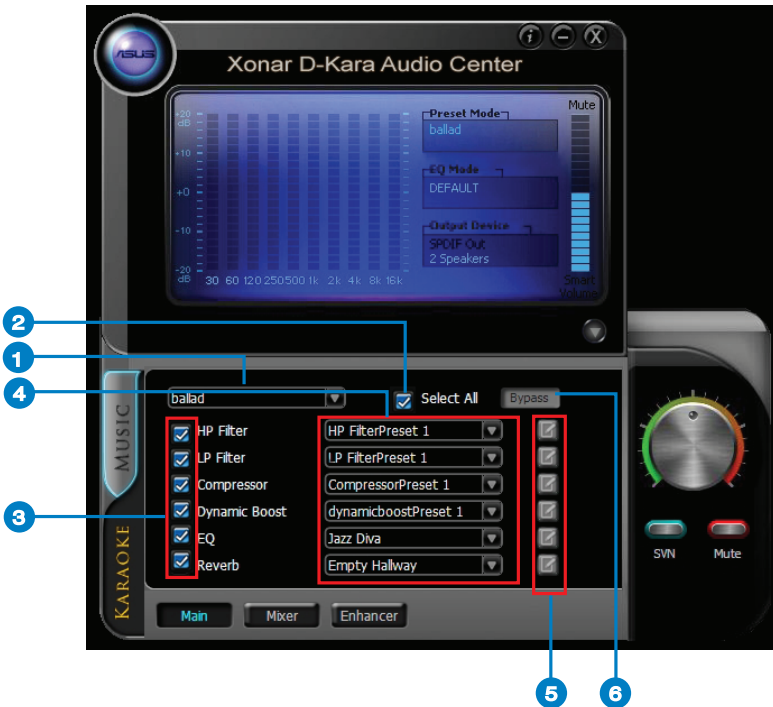 ASUS
i
X
Xonar D-Kara Audio Center
+20 dB
+10
+0
-10
-20 dB
30 60 120 250 500 1k 2k 4k 8k 16k
Preset Mode
ballad
EQ Mode
DEFAULT
Output Device
SPDIF Out
2 Speakers
Mute
Smart Volume
2
1
4
3
MUSIC
KARAOKE
ballad
Select All
Bypass
HP Filter
HP FilterPreset 1
LP Filter
LP FilterPreset 1
Compressor
CompressorPreset 1
Dynamic Boost
dynamicboostPreset 1
EQ
Jazz Diva
Reverb
Empty Hallway
Main
Mixer
Enhancer
SVN
Mute
5
6